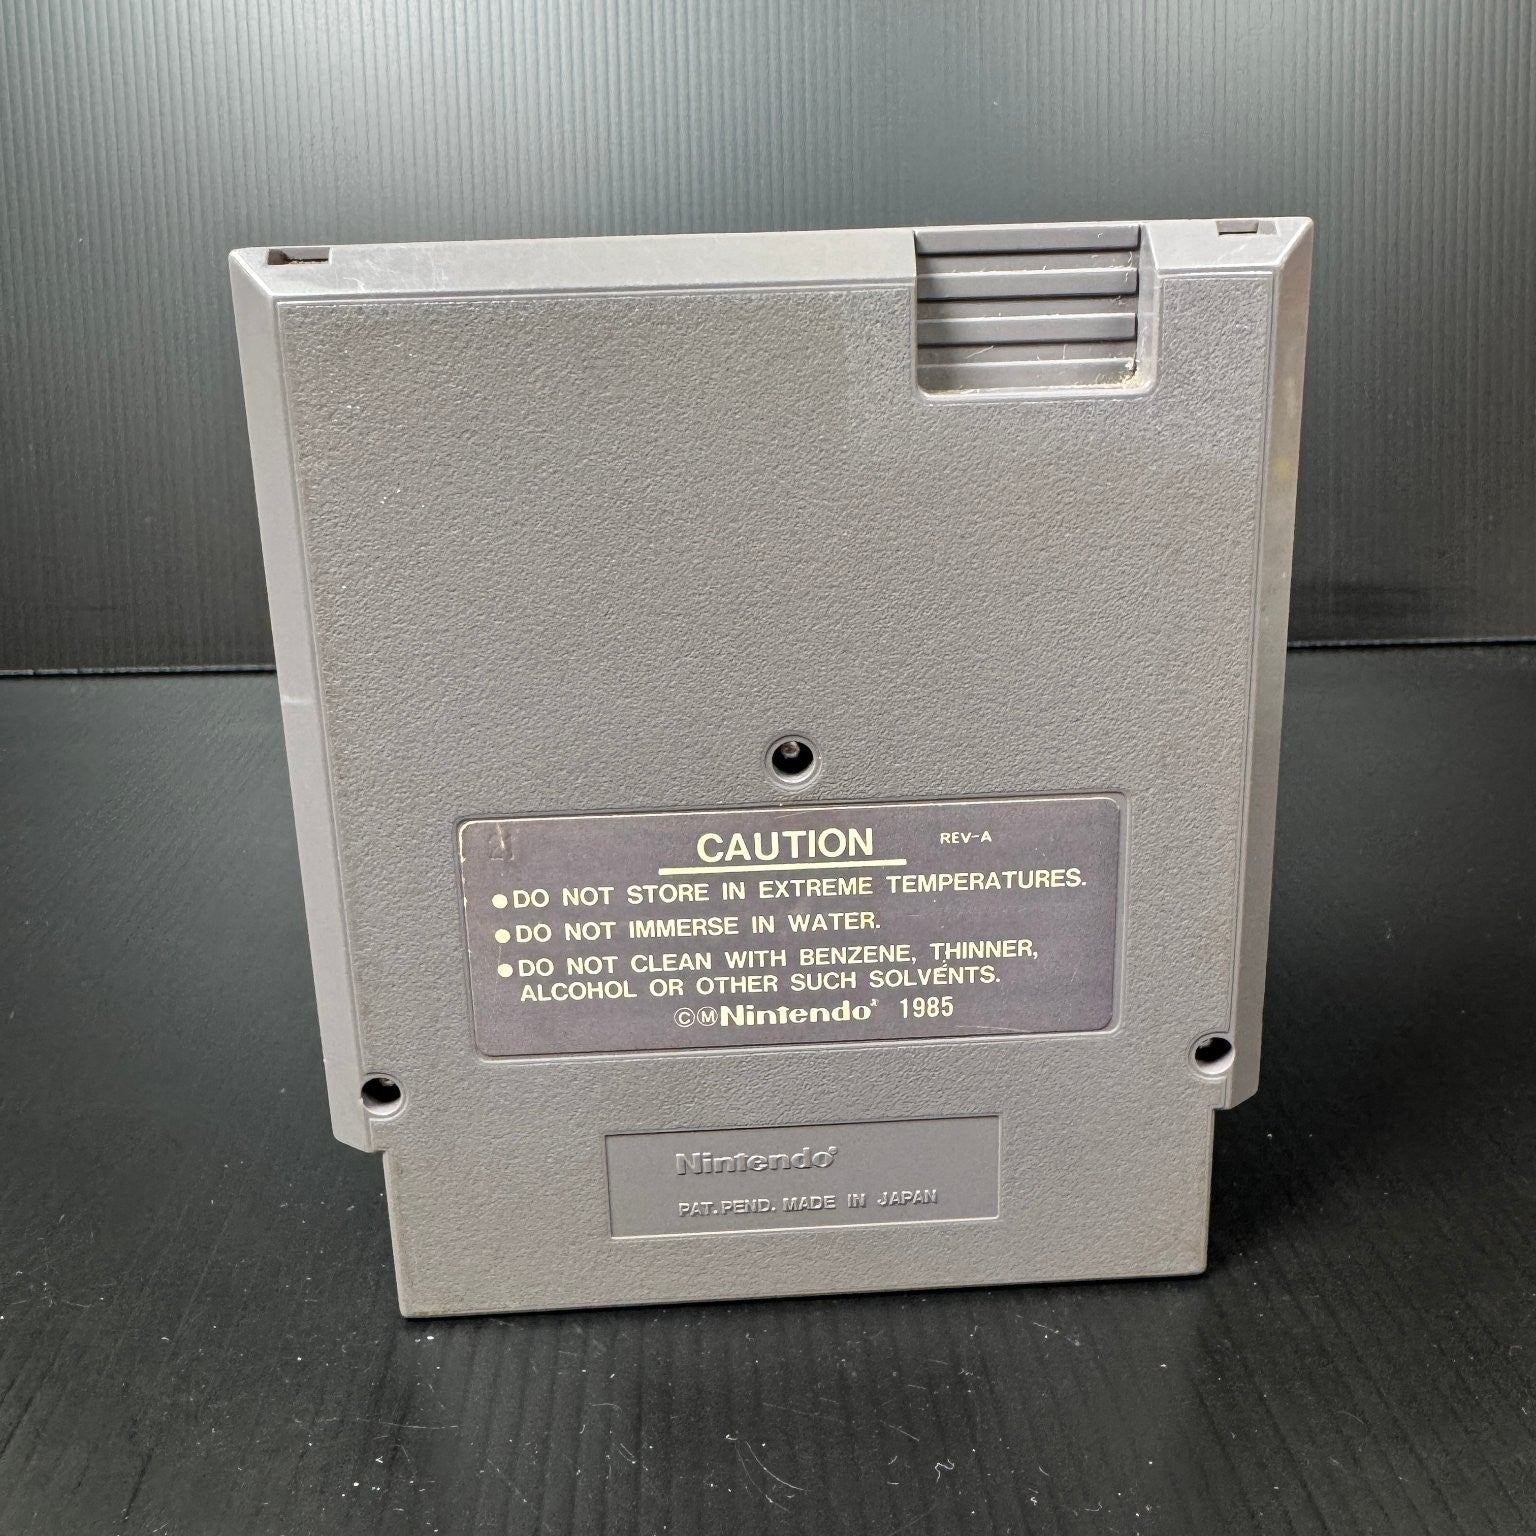 CAUTION REV-A
●DO NOT STORE IN EXTREME TEMPERATURES.
●DO NOT IMMERSE IN WATER.
●DO NOT CLEAN WITH BENZENE, THINNER,
ALCOHOL OR OTHER SUCH SOLVENTS.
ⒸⓂNintendo® 1985
Nintendo®
PAT. PEND. MADE IN JAPAN